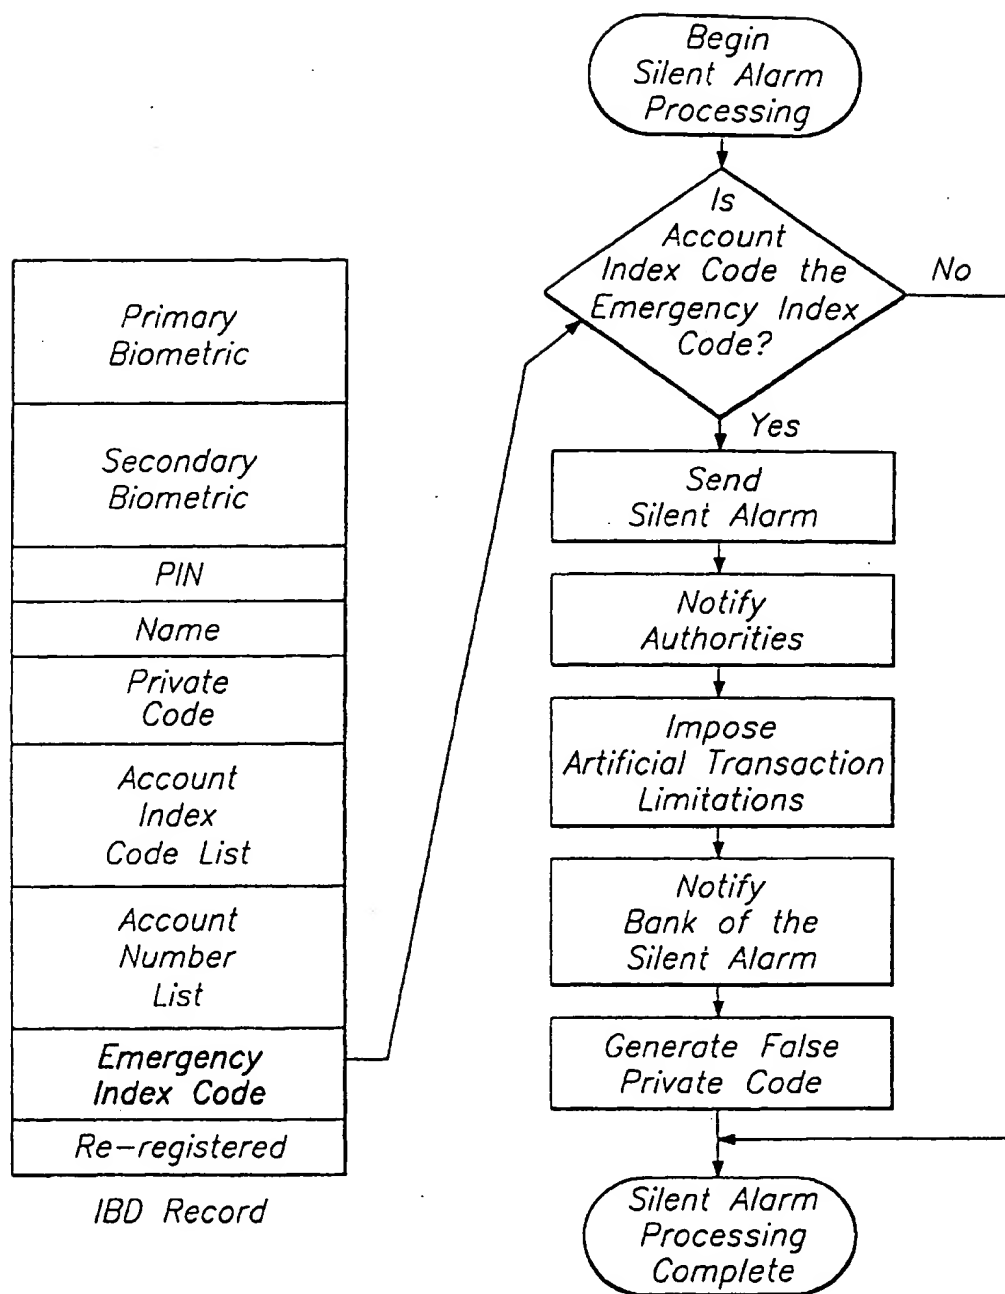 Primary
Biometric
Secondary
Biometric
PIN
Name
Private
Code
Account
Index
Code List
Account
Number
List
Emergency
Index Code
Re-registered
IBD Record
Begin
Silent Alarm
Processing
Is
Account
Index Code the
Emergency Index
Code?
No
Yes
Send
Silent Alarm
Notify
Authorities
Impose
Artificial Transaction
Limitations
Notify
Bank of the
Silent Alarm
Generate False
Private Code
Silent Alarm
Processing
Complete